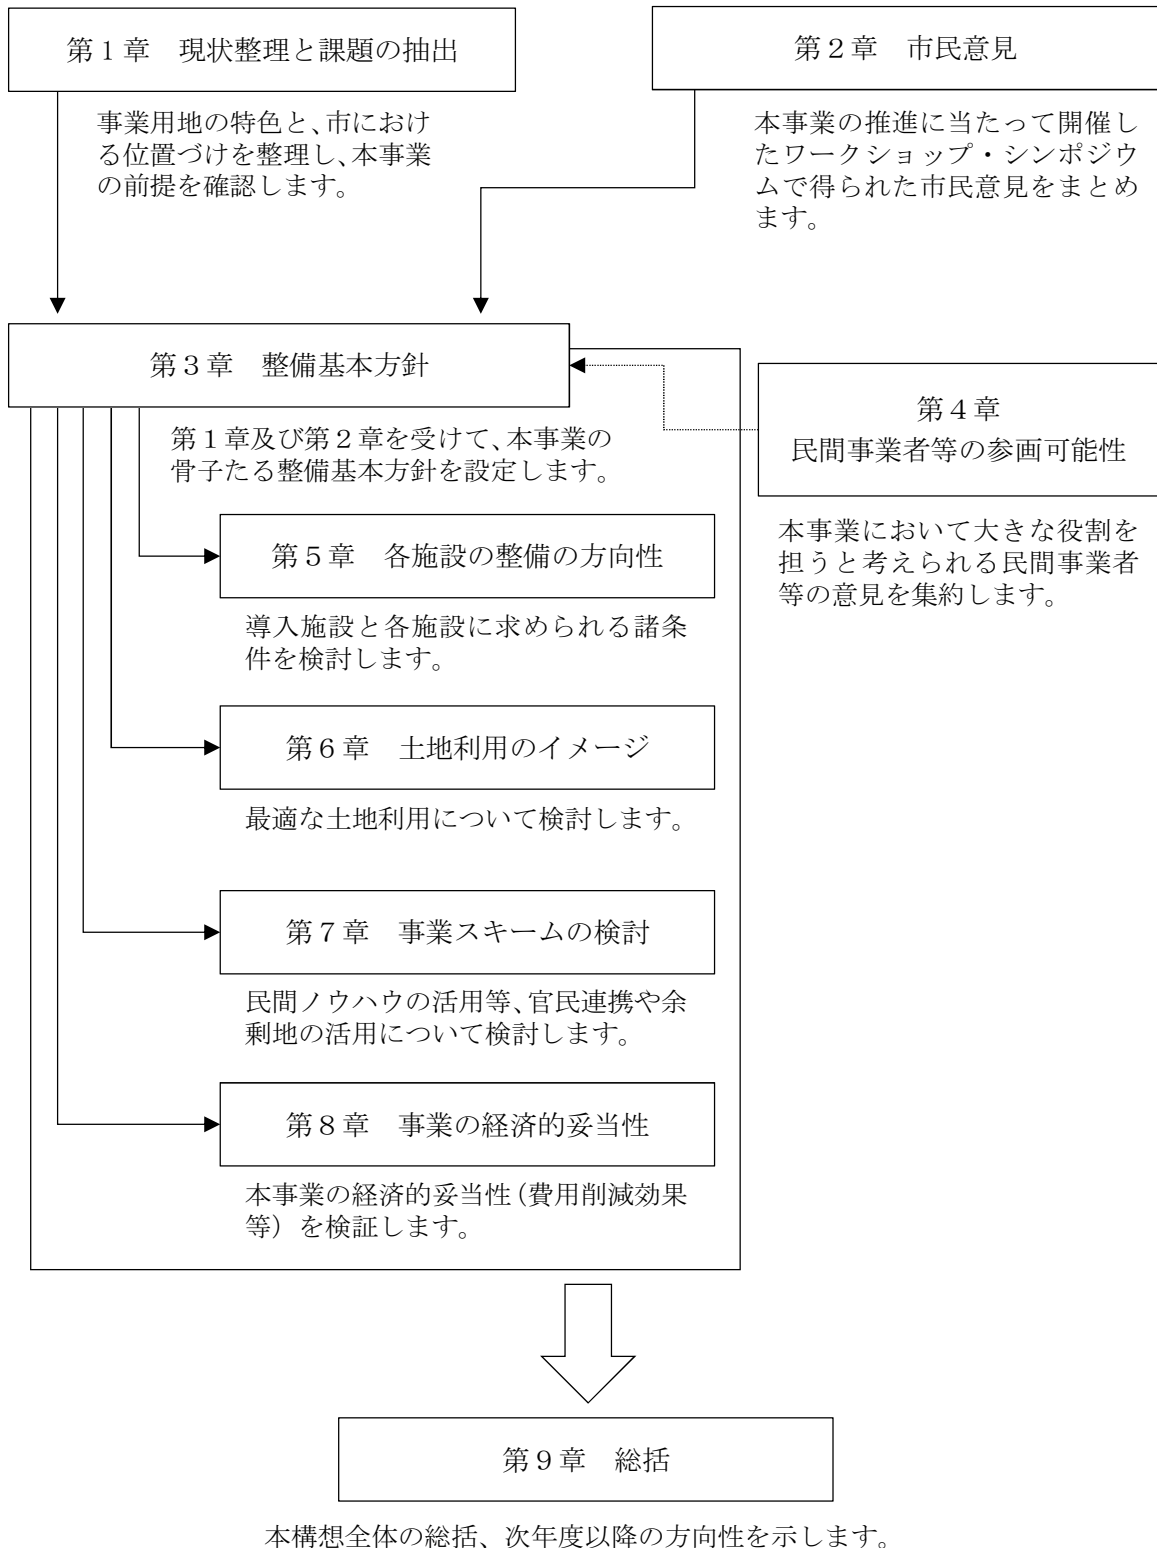 第１章　現状整理と課題の抽出
事業用地の特色と、市におけ
る位置づけを整理し、本事業
の前提を確認します。
第２章　市民意見
本事業の推進に当たって開催し
たワークショップ・シンポジウ
ムで得られた市民意見をまとめ
ます。
第３章　整備基本方針
第１章及び第２章を受けて、本事業の
骨子たる整備基本方針を設定します。
第４章
民間事業者等の参画可能性
本事業において大きな役割を
担うと考えられる民間事業者
等の意見を集約します。
第５章　各施設の整備の方向性
導入施設と各施設に求められる諸条
件を検討します。
第６章　土地利用のイメージ
最適な土地利用について検討します。
第７章　事業スキームの検討
民間ノウハウの活用等、官民連携や余
剰地の活用について検討します。
第８章　事業の経済的妥当性
本事業の経済的妥当性（費用削減効果
等）を検証します。
第９章　総括
本構想全体の総括、次年度以降の方向性を示します。